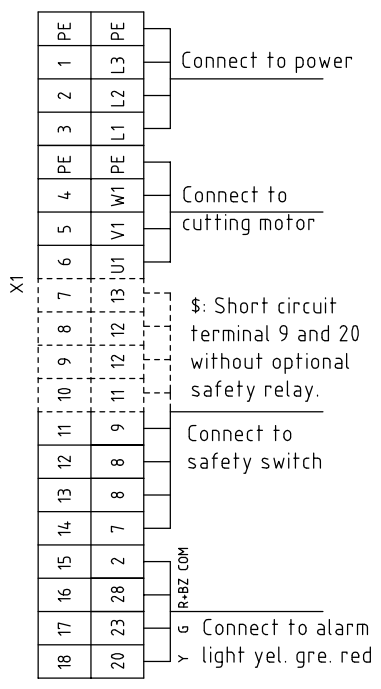 PE PE
1 L3
Connect to power
2 L2
3 L1
PE PE
4 W1
Connect to
cutting motor
5 V1
6 U1
X1
7 13
$: Short circuit
terminal 9 and 20
without optional
safety relay.
8 12
9 12
10 11
11 9
Connect to
safety switch
12 8
13 8
14 7
15 2 COM
16 28 R+BZ
17 23 G
Connect to alarm
light yel. gre. red
18 20 Y